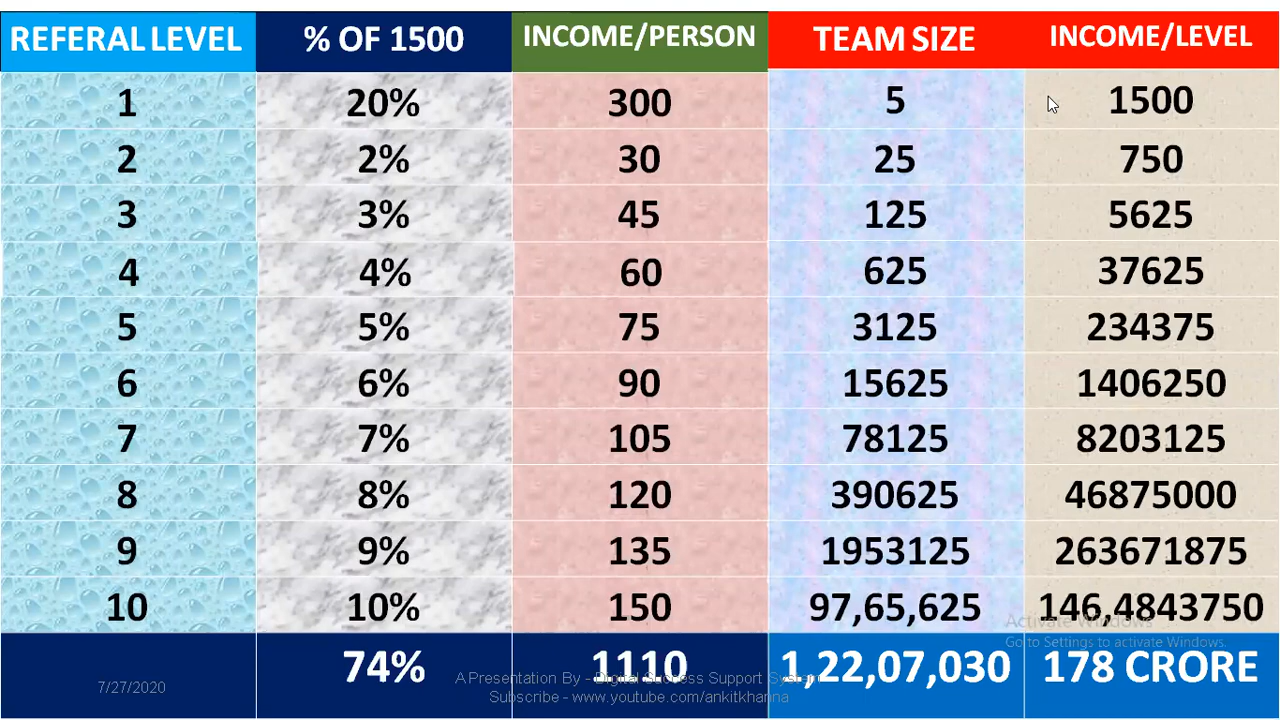 REFERAL LEVEL % OF 1500 INCOME/PERSON TEAM SIZE INCOME/LEVEL
1 20% 300 5 1500
2 2% 30 25 750
3 3% 45 125 5625
4 4% 60 625 37625
5 5% 75 3125 234375
6 6% 90 15625 1406250
7 7% 105 78125 8203125
8 8% 120 390625 46875000
9 9% 135 1953125 263671875
10 10% 150 97,65,625 146,4843750
Activate Windows
Go to Settings to activate Windows.
74% 1110 1,22,07,030 178 CRORE
7/27/2020 A Presentation By - Digital Success Support System
Subscribe - www.youtube.com/ankitkhanna